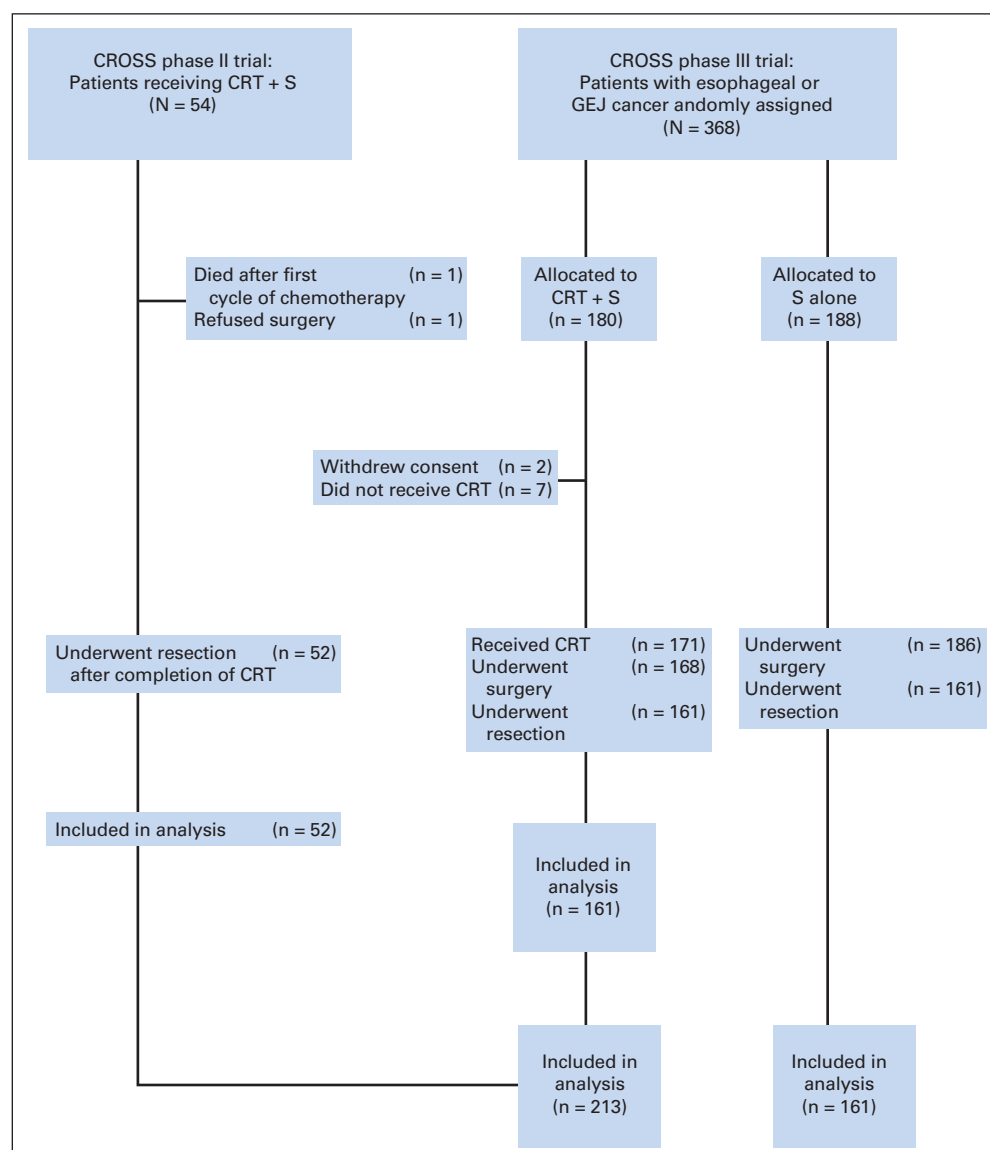 CROSS phase II trial:
Patients receiving CRT + S
(N = 54)
CROSS phase III trial:
Patients with esophageal or
GEJ cancer andomly assigned
(N = 368)
Died after first (n = 1)
cycle of chemotherapy
Refused surgery (n = 1)
Allocated to
CRT + S
(n = 180)
Allocated to
S alone
(n = 188)
Withdrew consent (n = 2)
Did not receive CRT (n = 7)
Underwent resection (n = 52)
after completion of CRT
Received CRT (n = 171)
Underwent (n = 168)
surgery
Underwent (n = 161)
resection
Underwent (n = 186)
surgery
Underwent (n = 161)
resection
Included in analysis (n = 52)
Included in
analysis
(n = 161)
Included in
analysis
(n = 213)
Included in
analysis
(n = 161)